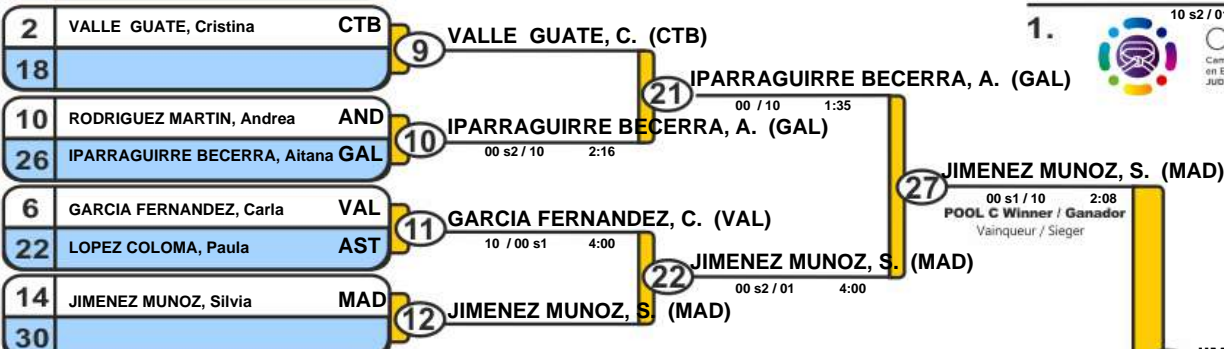 2 VALLE GUATE, Cristina CTB
18
9 VALLE GUATE, C. (CTB)
10 RODRIGUEZ MARTIN, Andrea AND
26 IPARRAGUIRRE BECERRA, Aitana GAL
10 IPARRAGUIRRE BECERRA, A. (GAL)
00 s2 / 10 2:16
21 IPARRAGUIRRE BECERRA, A. (GAL)
00 / 10 1:35
6 GARCIA FERNANDEZ, Carla VAL
22 LOPEZ COLOMA, Paula AST
11 GARCIA FERNANDEZ, C. (VAL)
10 / 00 s1 4:00
14 JIMENEZ MUNOZ, Silvia MAD
30
12 JIMENEZ MUNOZ, S. (MAD)
22 JIMENEZ MUNOZ, S. (MAD)
00 s2 / 01 4:00
27 JIMENEZ MUNOZ, S. (MAD)
00 s1 / 10 2:08
POOL C Winner / Ganador
Vainqueur / Sieger
1.